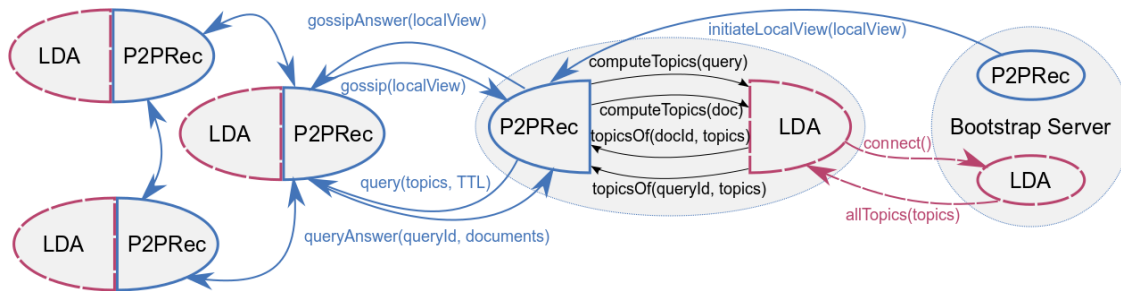 gossipAnswer(localView)
initiateLocalView(localView)
LDA P2PRec
computeTopics(query)
P2PRec
gossip(localView)
computeTopics(doc)
LDA P2PRec
P2PRec
topicsOf(docId, topics)
LDA
Bootstrap Server
connect()
query(topics, TTL)
topicsOf(queryId, topics)
LDA
allTopics(topics)
queryAnswer(queryId, documents)
LDA P2PRec